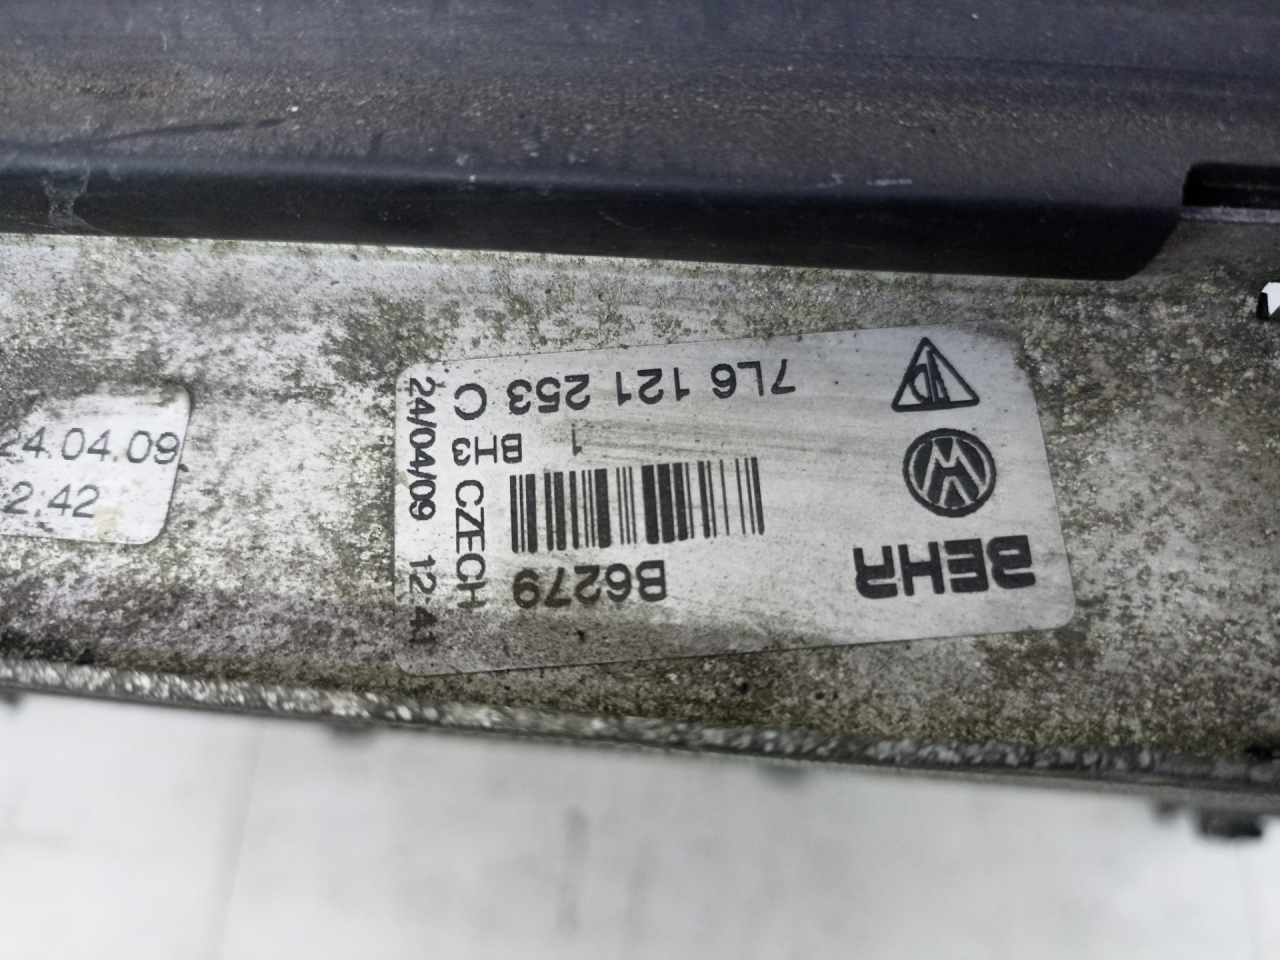 BEHR
B6279
1
7L6 121 253 C
BH3 CZECH
24/04/09 12 41
24.04.09
2.42